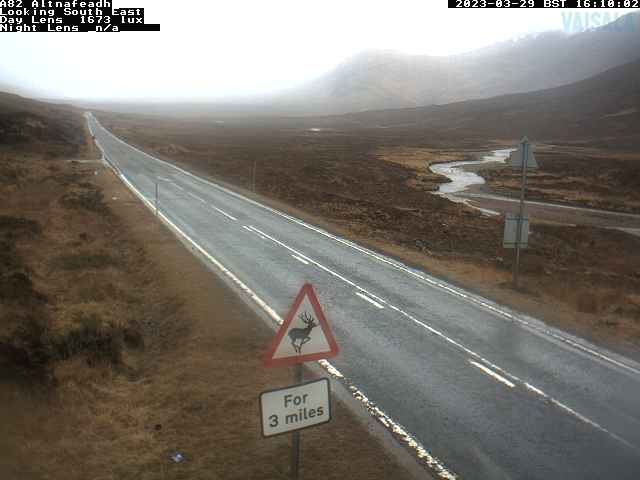 A82 Altnafeadh
Looking South East
Day Lens 1673 lux
Night Lens n/a
2023-03-29 BST 16:10:02
VAISALA
For
3 miles